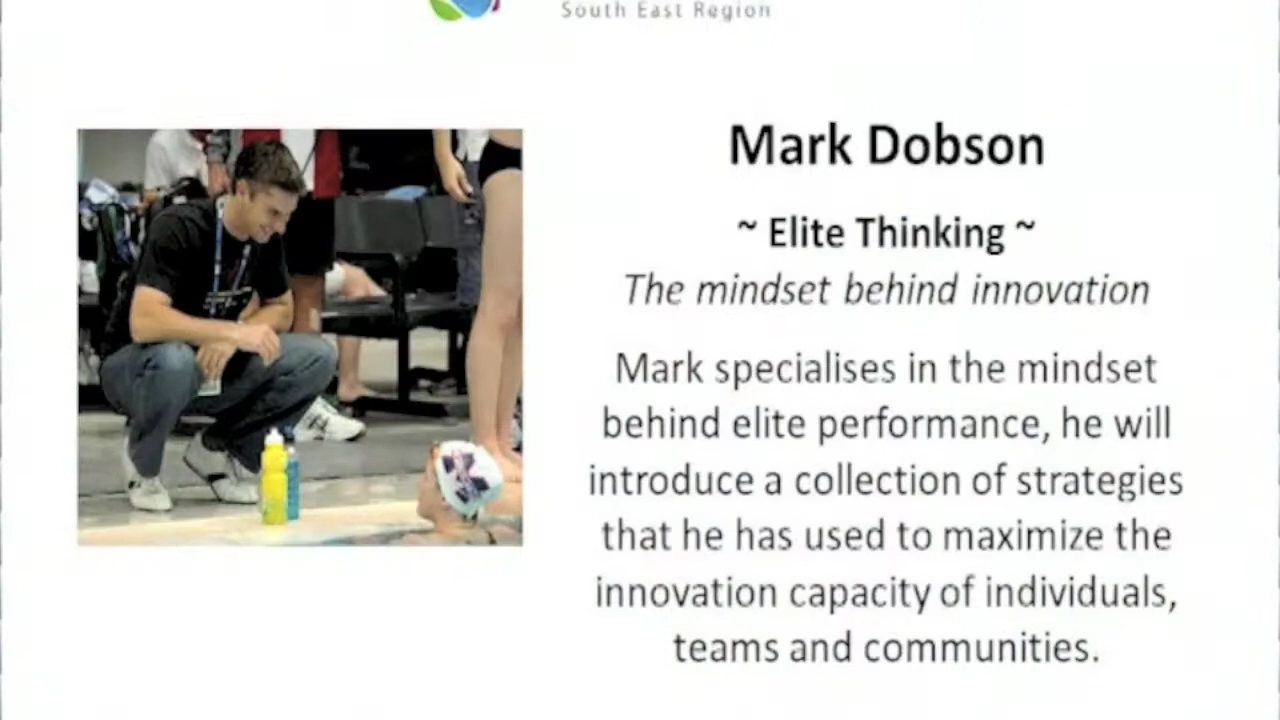 South East Region
Mark Dobson
~ Elite Thinking ~
The mindset behind innovation
Mark specialises in the mindset
behind elite performance, he will
introduce a collection of strategies
that he has used to maximize the
innovation capacity of individuals,
teams and communities.